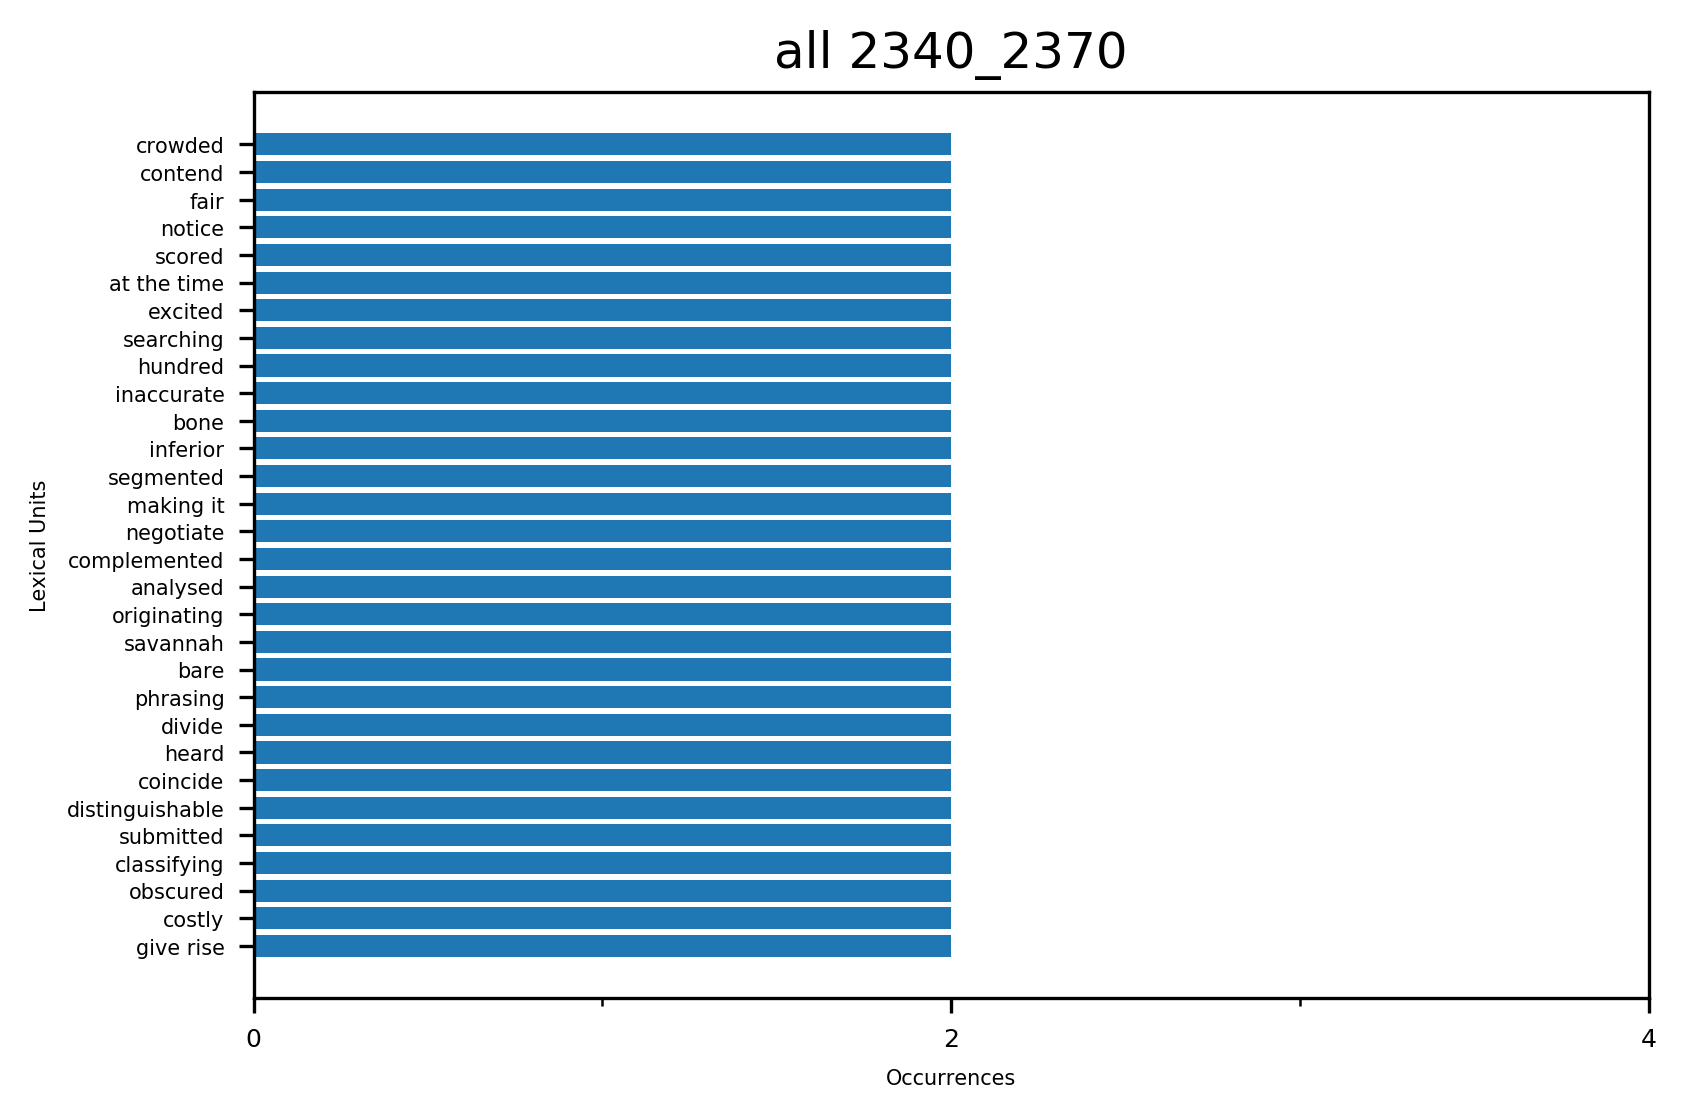 all 2340_2370
crowded
contend
fair
notice
scored
at the time
excited
searching
hundred
inaccurate
bone
inferior
segmented
making it
negotiate
complemented
analysed
originating
savannah
bare
phrasing
divide
heard
coincide
distinguishable
submitted
classifying
obscured
costly
give rise
Lexical Units
0 2 4
Occurrences